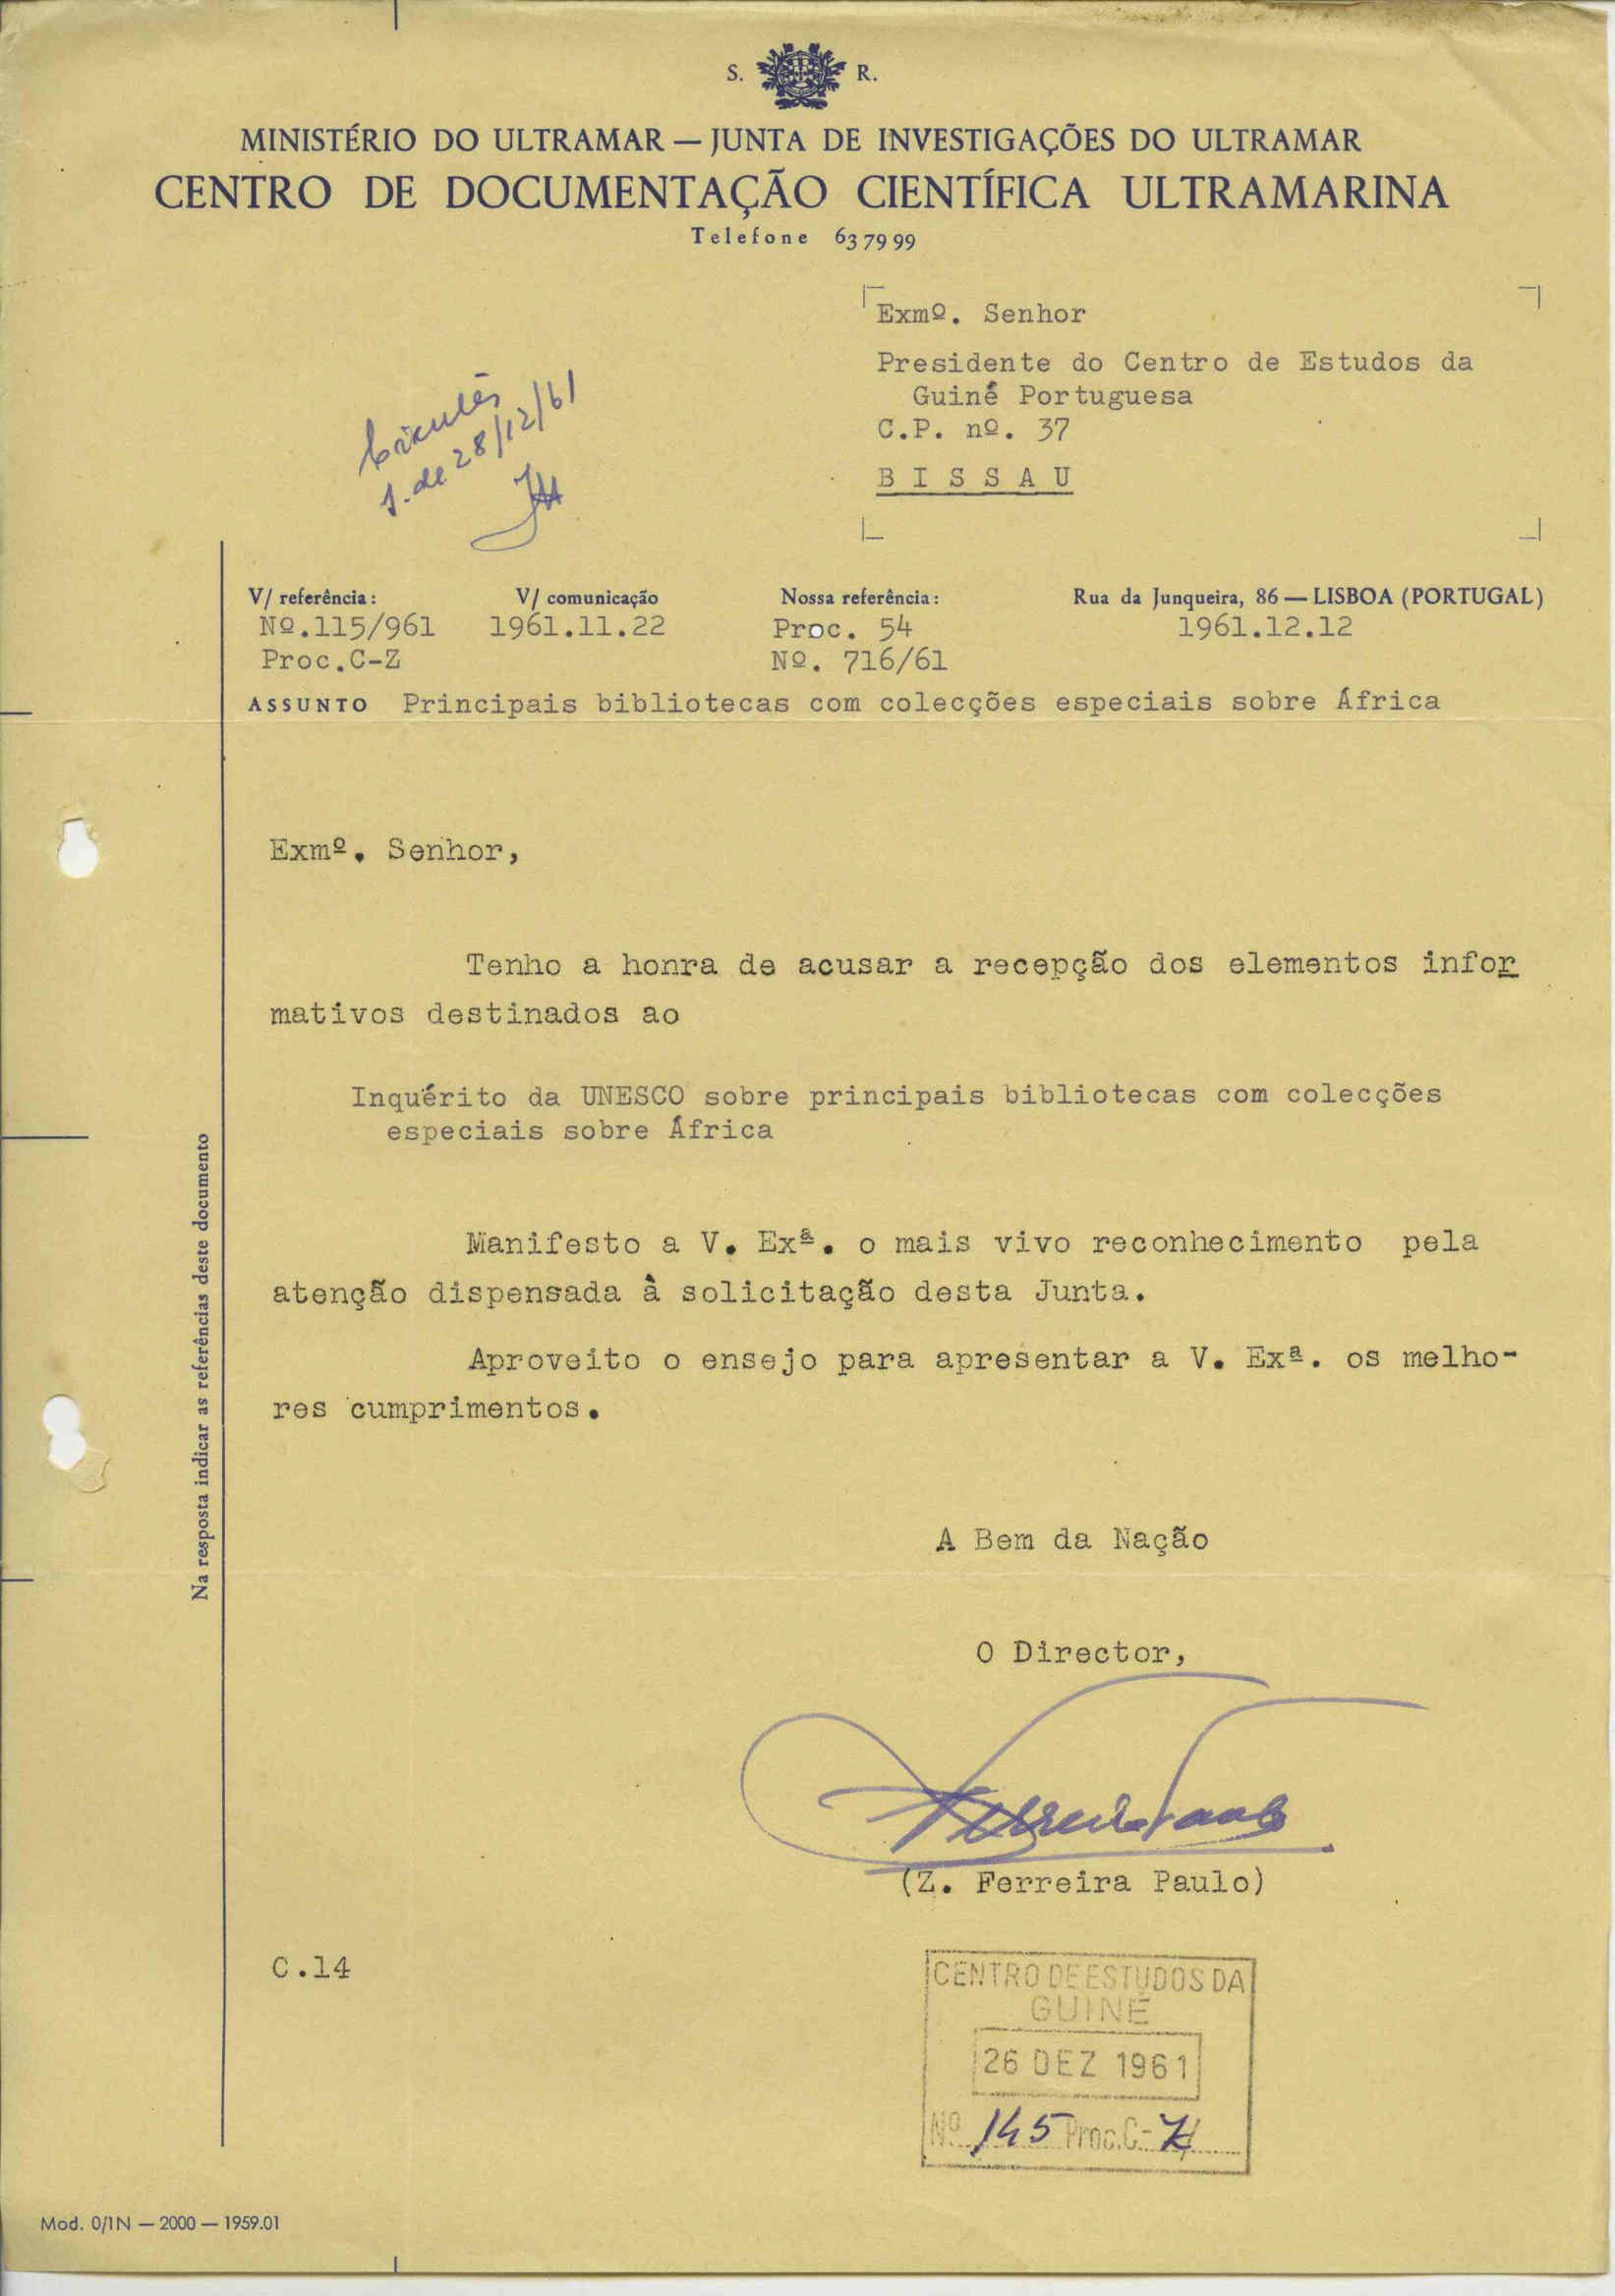 S. R.
MINISTÉRIO DO ULTRAMAR — JUNTA DE INVESTIGAÇÕES DO ULTRAMAR
CENTRO DE DOCUMENTAÇÃO CIENTÍFICA ULTRAMARINA
Telefone 63 79 99
Exmº. Senhor
Presidente do Centro de Estudos da
Guiné Portuguesa
C.P. nº. 37
BISSAU
de 28/12/61
V/ referência: V/ comunicação Nossa referência: Rua da Junqueira, 86 — LISBOA (PORTUGAL)
Nº.115/961 1961.11.22 Proc. 54 1961.12.12
Proc.C-Z Nº. 716/61
ASSUNTO Principais bibliotecas com colecções especiais sobre África
Exmº. Senhor,
Tenho a honra de acusar a recepção dos elementos infor
mativos destinados ao
Inquérito da UNESCO sobre principais bibliotecas com colecções
especiais sobre África
Manifesto a V. Exª. o mais vivo reconhecimento pela
atenção dispensada à solicitação desta Junta.
Aproveito o ensejo para apresentar a V. Exª. os melho-
res cumprimentos.
A Bem da Nação
O Director,
(Z. Ferreira Paulo)
C.14
CENTRO DE ESTUDOS DA
GUINÉ
26 DEZ 1961
Nº 145 Proc. C-Z
Na resposta indicar as referências deste documento
Mod. 0/1N — 2000 — 1959.01